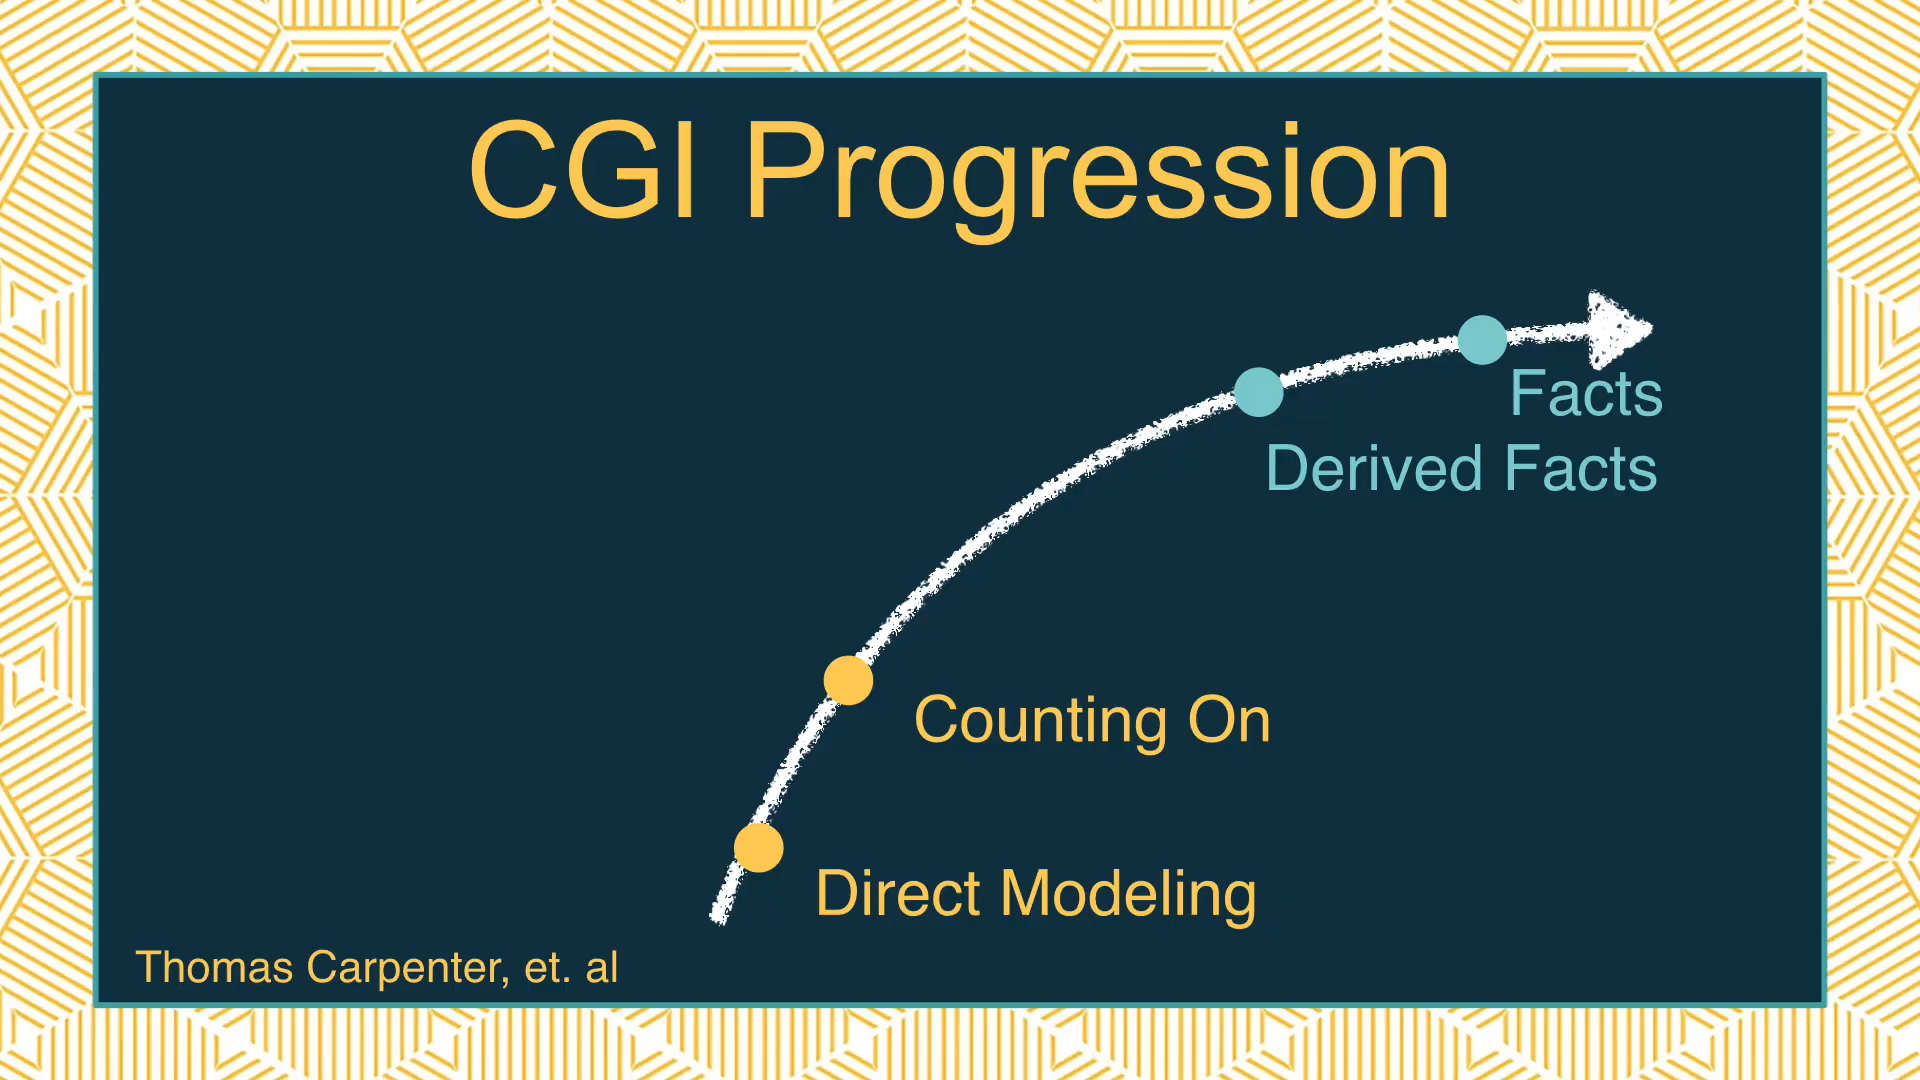 CGI Progression
Facts
Derived Facts
Counting On
Direct Modeling
Thomas Carpenter, et. al